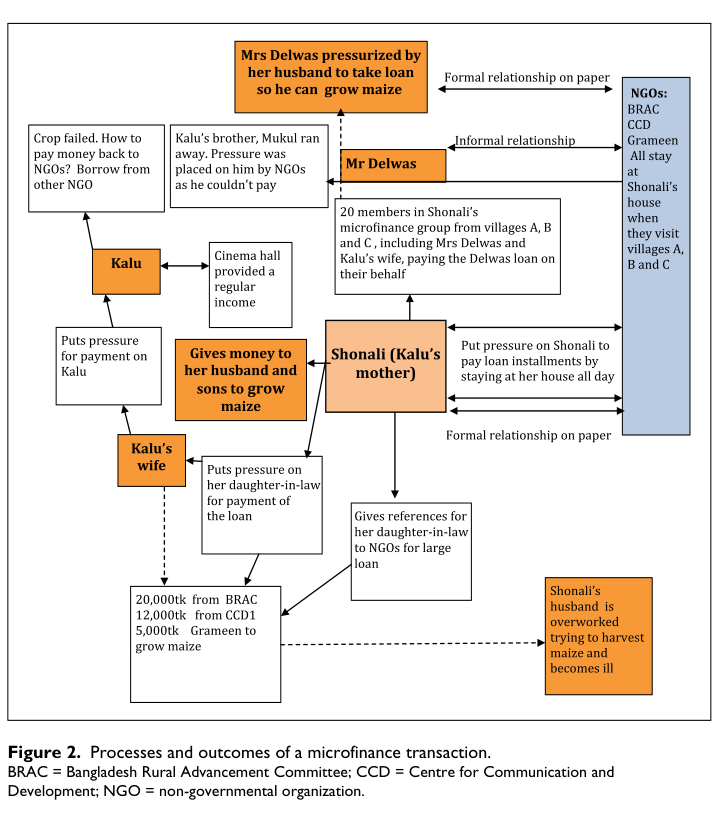 Mrs Delwas pressurized by
her husband to take loan
so he can grow maize
Formal relationship on paper
NGOs:
BRAC
CCD
Grameen
All stay
at
Shonali's
house
when
they visit
villages A,
B and C
Crop failed. How to
pay money back to
NGOs? Borrow from
other NGO
Kalu's brother, Mukul ran
away. Pressure was
placed on him by NGOs
as he couldn't pay
Informal relationship
Mr Delwas
20 members in Shonali's
microfinance group from villages A, B
and C , including Mrs Delwas and
Kalu's wife, paying the Delwas loan on
their behalf
Kalu
Cinema hall
provided a
regular
income
Puts pressure
for payment on
Kalu
Gives money to
her husband and
sons to grow
maize
Shonali (Kalu's
mother)
Put pressure on Shonali to
pay loan installments by
staying at her house all day
Formal relationship on paper
Kalu's
wife
Puts pressure on
her daughter-in-law
for payment of
the loan
Gives references for
her daughter-in-law
to NGOs for large
loan
20,000tk from BRAC
12,000tk from CCD1
5,000tk Grameen to
grow maize
Shonali's
husband is
overworked
trying to harvest
maize and
becomes ill
Figure 2. Processes and outcomes of a microfinance transaction.
BRAC = Bangladesh Rural Advancement Committee; CCD = Centre for Communication and
Development; NGO = non-governmental organization.